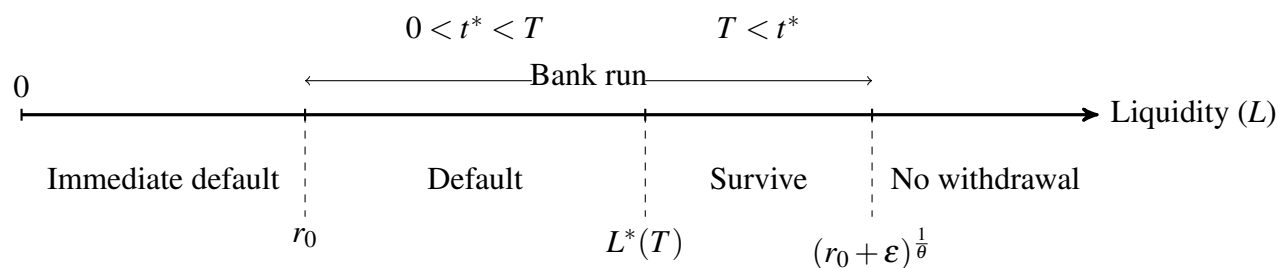 0 < t* < T T < t*
Bank run
0
Liquidity (L)
Immediate default Default Survive No withdrawal
r₀ L*(T) (r₀ + ε)^{1/θ}